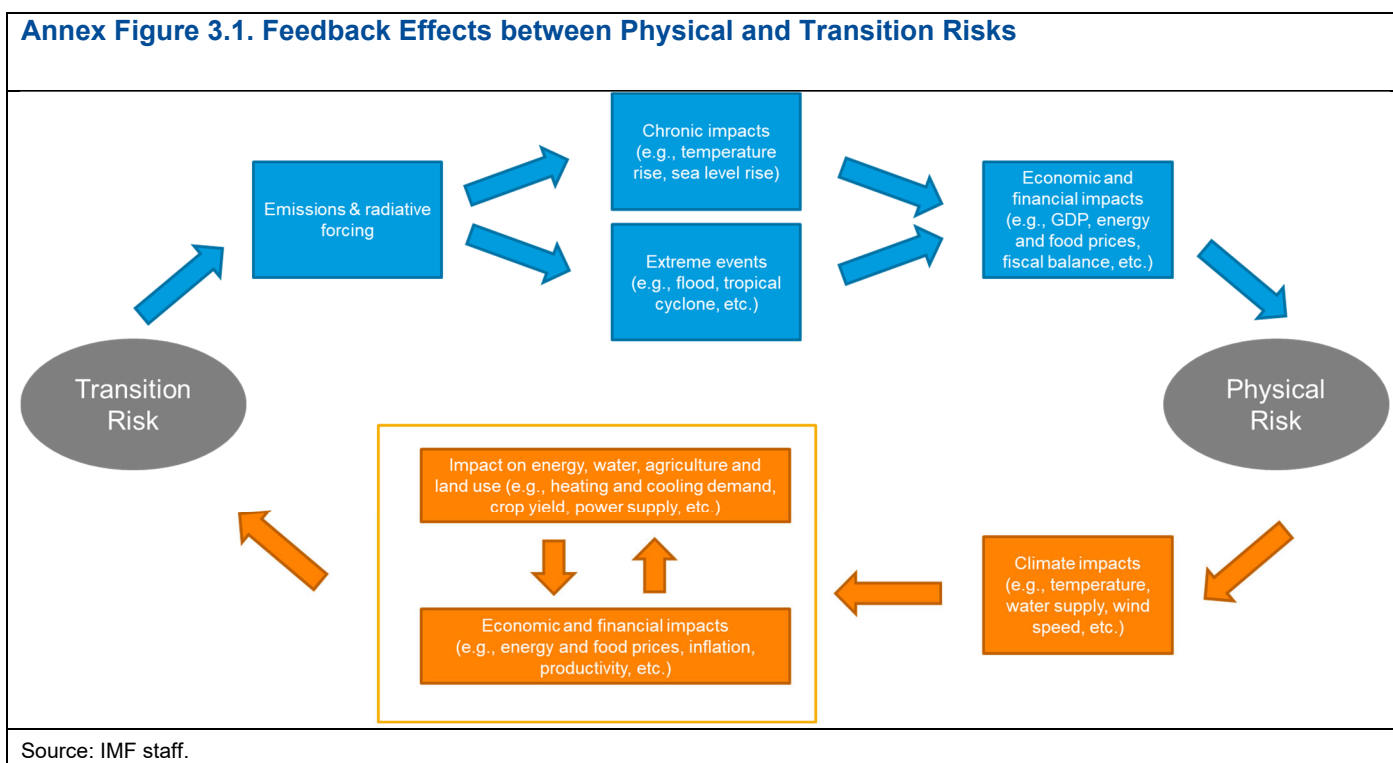 Annex Figure 3.1. Feedback Effects between Physical and Transition Risks
Chronic impacts
(e.g., temperature
rise, sea level rise)
Emissions & radiative
forcing
Economic and
financial impacts
(e.g., GDP, energy
and food prices,
fiscal balance, etc.)
Extreme events
(e.g., flood, tropical
cyclone, etc.)
Transition
Risk
Physical
Risk
Impact on energy, water, agriculture and
land use (e.g., heating and cooling demand,
crop yield, power supply, etc.)
Climate impacts
(e.g., temperature,
water supply, wind
speed, etc.)
Economic and financial impacts
(e.g., energy and food prices, inflation,
productivity, etc.)
Source: IMF staff.